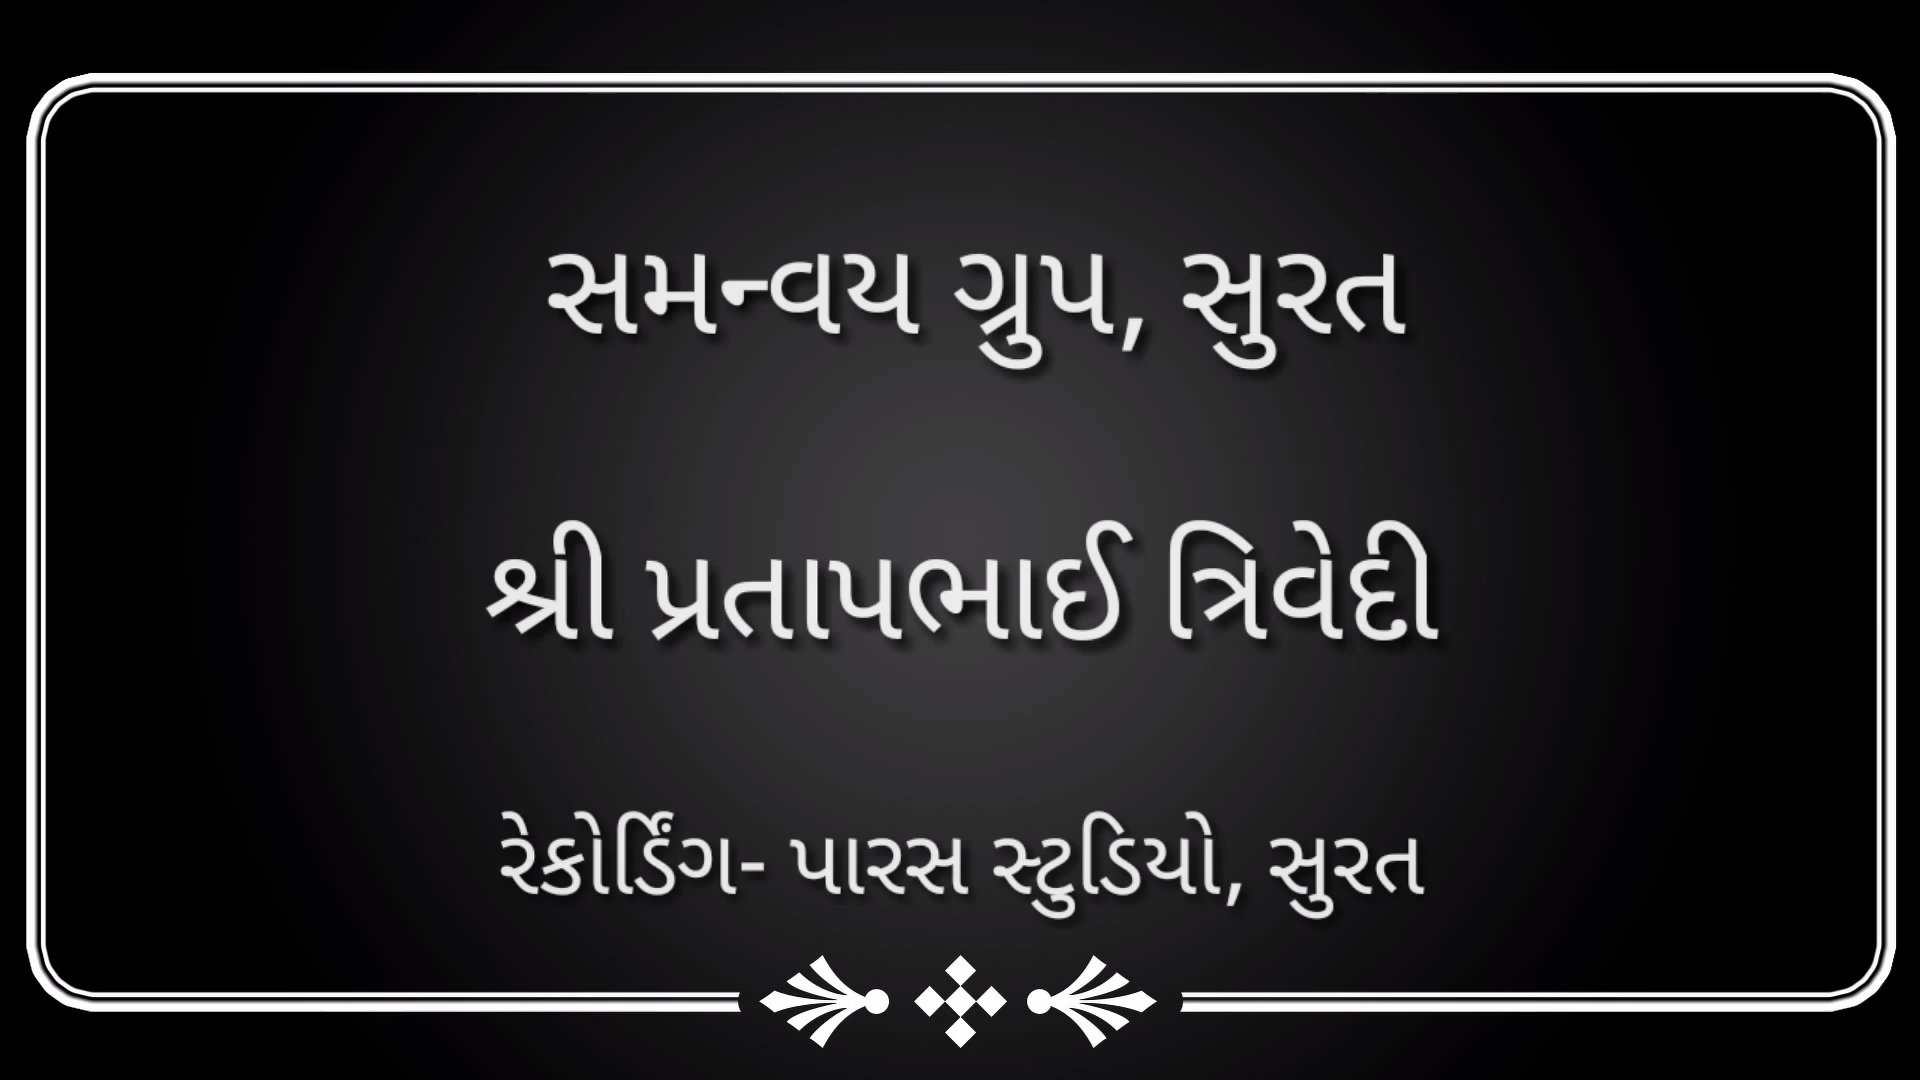 સમન્વય ગ્રુપ, સુરત
શ્રી પ્રતાપભાઈ ત્રિવેદી
રેકોર્ડિંગ- પારસ સ્ટુડિયો, સુરત